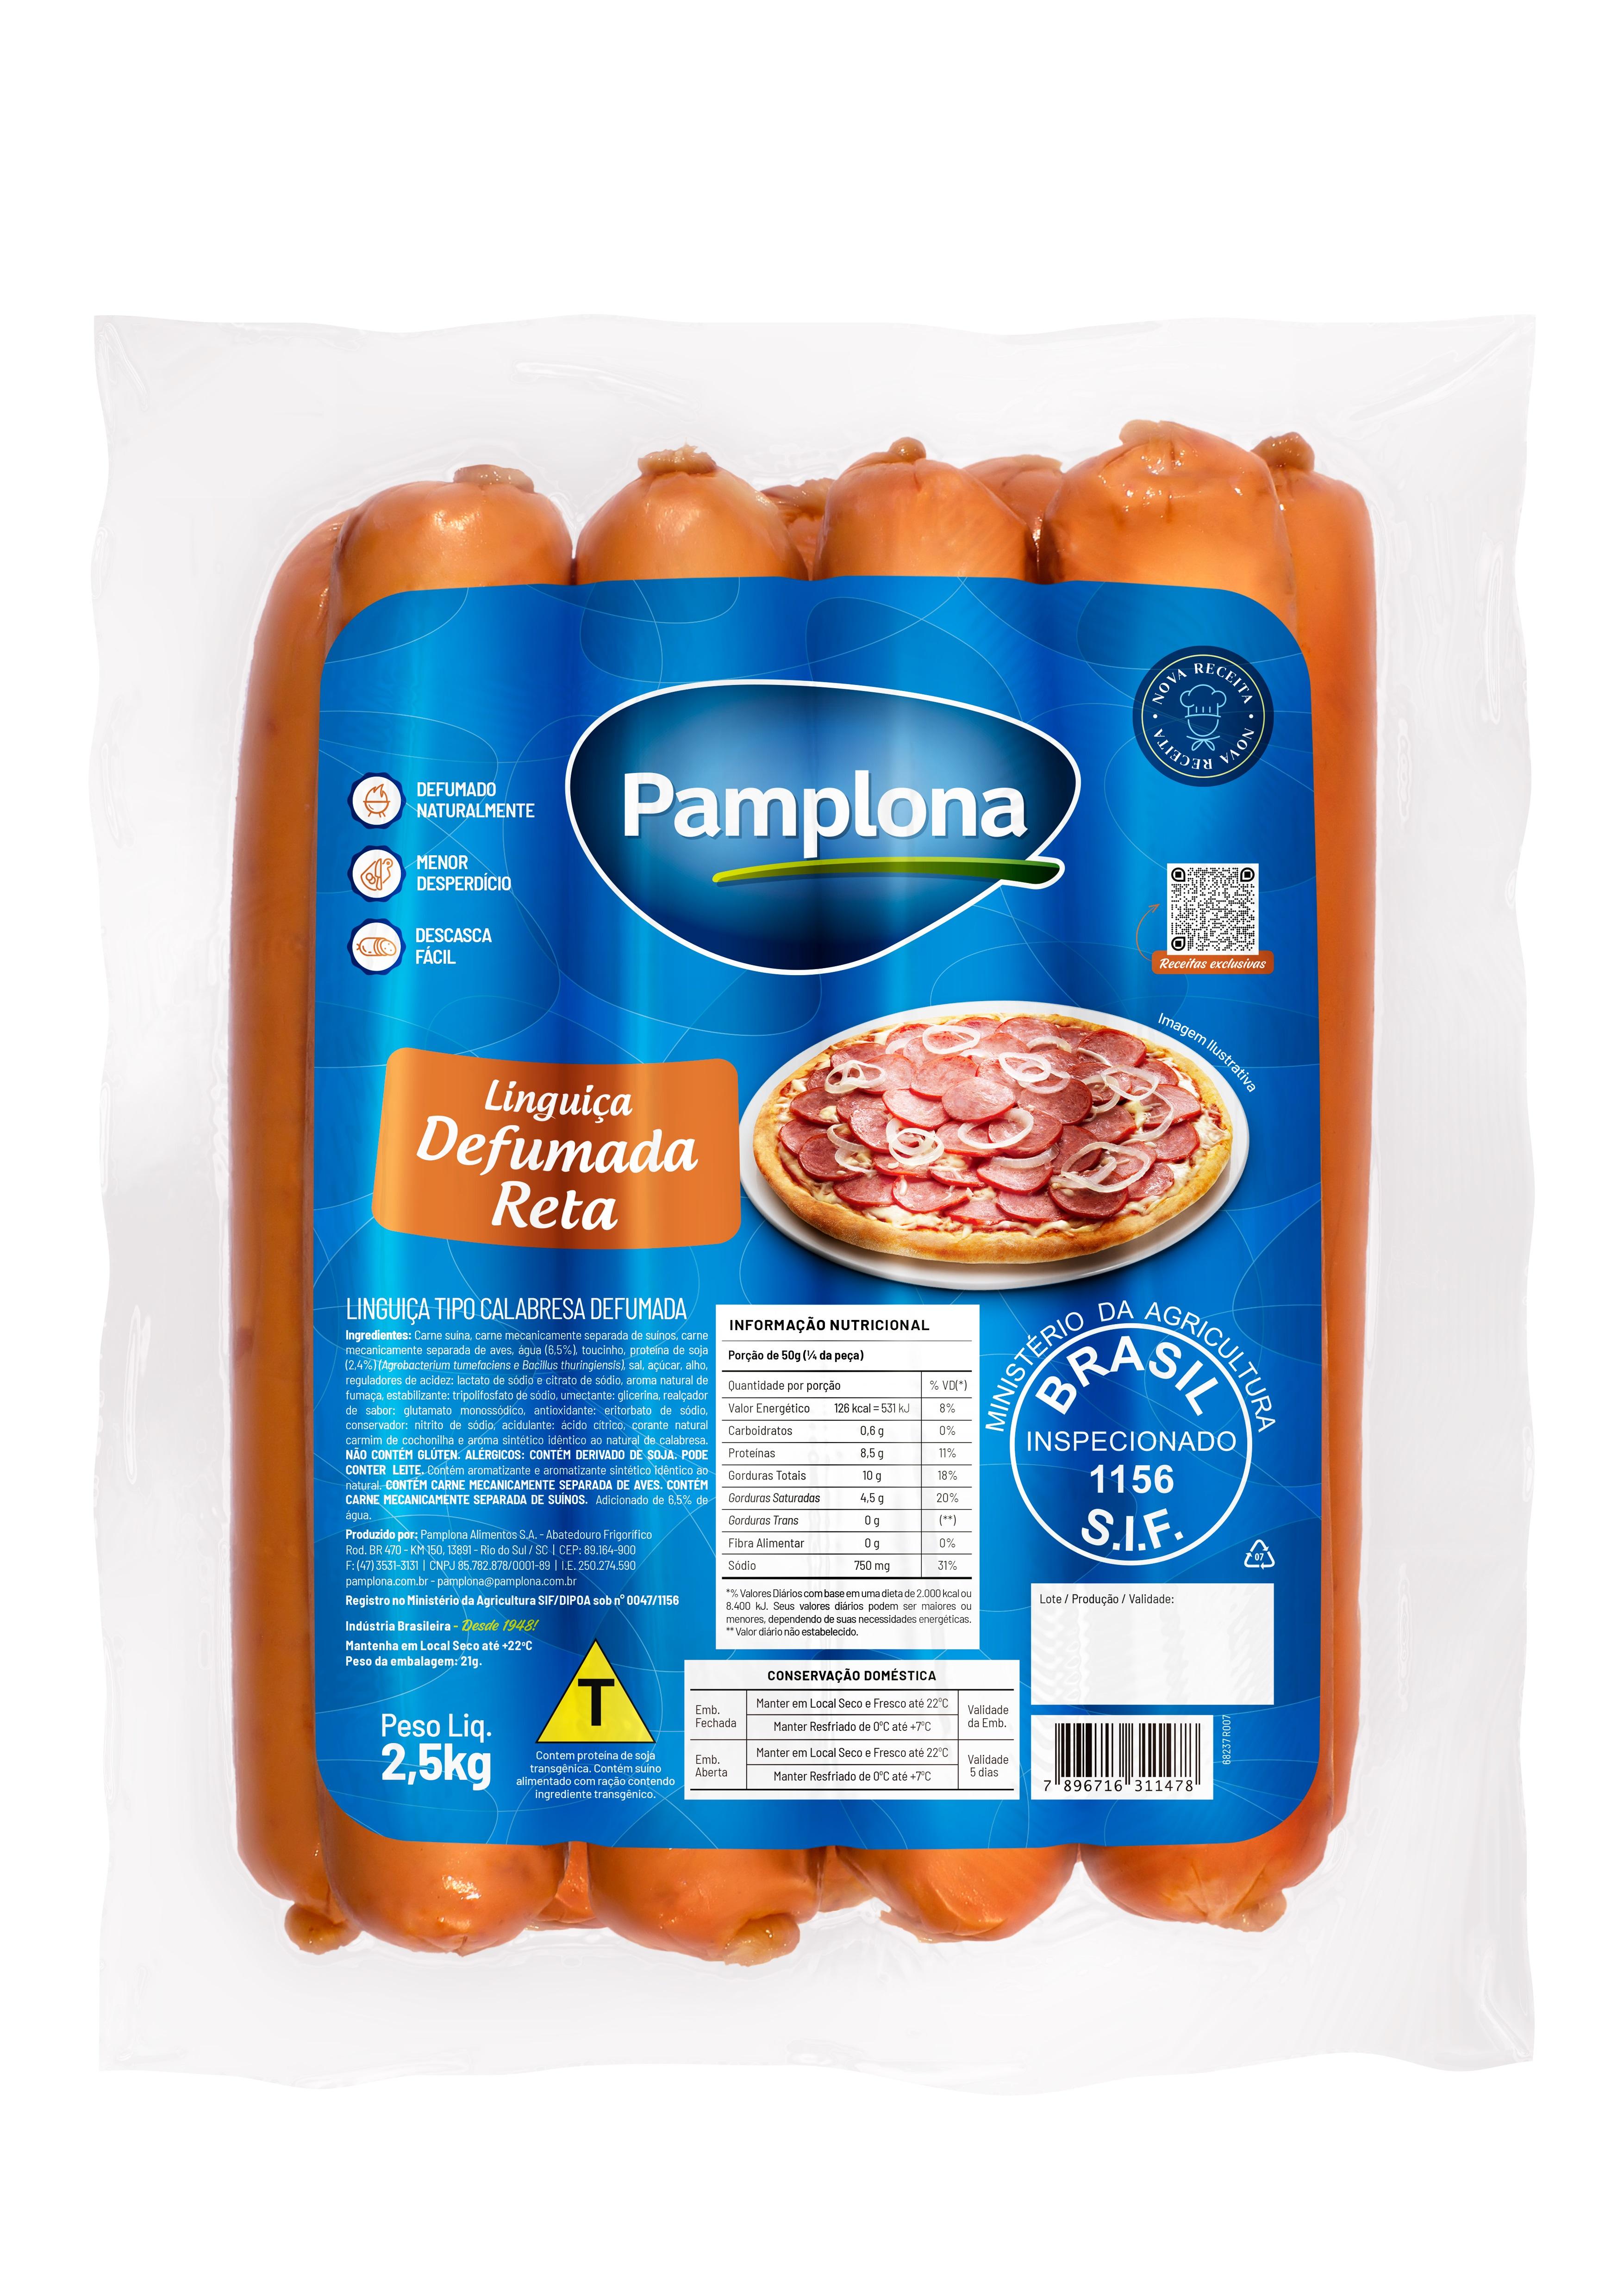 NOVA RECEITA • NOVA RECEITA •
Pamplona
DEFUMADO
NATURALMENTE
MENOR
DESPERDÍCIO
DESCASCA
FÁCIL
Receitas exclusivas
Imagem Ilustrativa
Linguiça
Defumada
Reta
LINGUIÇA TIPO CALABRESA DEFUMADA
Ingredientes: Carne suína, carne mecanicamente separada de suínos, carne
mecanicamente separada de aves, água (6,5%), toucinho, proteína de soja
(2,4%) (Agrobacterium tumefaciens e Bacillus thuringiensis), sal, açúcar, alho,
reguladores de acidez: lactato de sódio e citrato de sódio, aroma natural de
fumaça, estabilizante: tripolifosfato de sódio, umectante: glicerina, realçador
de sabor: glutamato monossódico, antioxidante: eritorbato de sódio,
conservador: nitrito de sódio, acidulante: ácido cítrico, corante natural
carmim de cochonilha e aroma sintético idêntico ao natural de calabresa.
NÃO CONTÉM GLÚTEN. ALÉRGICOS: CONTÉM DERIVADO DE SOJA. PODE
CONTER LEITE. Contém aromatizante e aromatizante sintético idêntico ao
natural. CONTÉM CARNE MECANICAMENTE SEPARADA DE AVES. CONTÉM
CARNE MECANICAMENTE SEPARADA DE SUÍNOS. Adicionado de 6,5% de
água.
Produzido por: Pamplona Alimentos S.A. - Abatedouro Frigorífico
Rod. BR 470 - KM 150, 13891 - Rio do Sul / SC | CEP: 89.164-900
F: (47) 3531-3131 | CNPJ 85.782.878/0001-89 | I.E. 250.274.590
pamplona.com.br - pamplona@pamplona.com.br
Registro no Ministério da Agricultura SIF/DIPOA sob n° 0047/1156
Indústria Brasileira - Desde 1948!
Mantenha em Local Seco até +22ºC
Peso da embalagem: 21g.
Peso Liq.
2,5kg
T
Contem proteína de soja
transgênica. Contém suíno
alimentado com ração contendo
ingrediente transgênico.
INFORMAÇÃO NUTRICIONAL
Porção de 50g (¼ da peça)
Quantidade por porção % VD(*)
Valor Energético 126 kcal = 531 kJ 8%
Carboidratos 0,6 g 0%
Proteínas 8,5 g 11%
Gorduras Totais 10 g 18%
Gorduras Saturadas 4,5 g 20%
Gorduras Trans 0 g (**)
Fibra Alimentar 0 g 0%
Sódio 750 mg 31%
*% Valores Diários com base em uma dieta de 2.000 kcal ou
8.400 kJ. Seus valores diários podem ser maiores ou
menores, dependendo de suas necessidades energéticas.
** Valor diário não estabelecido.
CONSERVAÇÃO DOMÉSTICA
Emb.
Fechada
Manter em Local Seco e Fresco até 22ºC
Manter Resfriado de 0ºC até +7ºC
Validade
da Emb.
Emb.
Aberta
Manter em Local Seco e Fresco até 22ºC
Manter Resfriado de 0ºC até +7ºC
Validade
5 dias
MINISTÉRIO DA AGRICULTURA
BRASIL
INSPECIONADO
1156
S.I.F.
07
Lote / Produção / Validade:
7 896716 311478
68237 R007